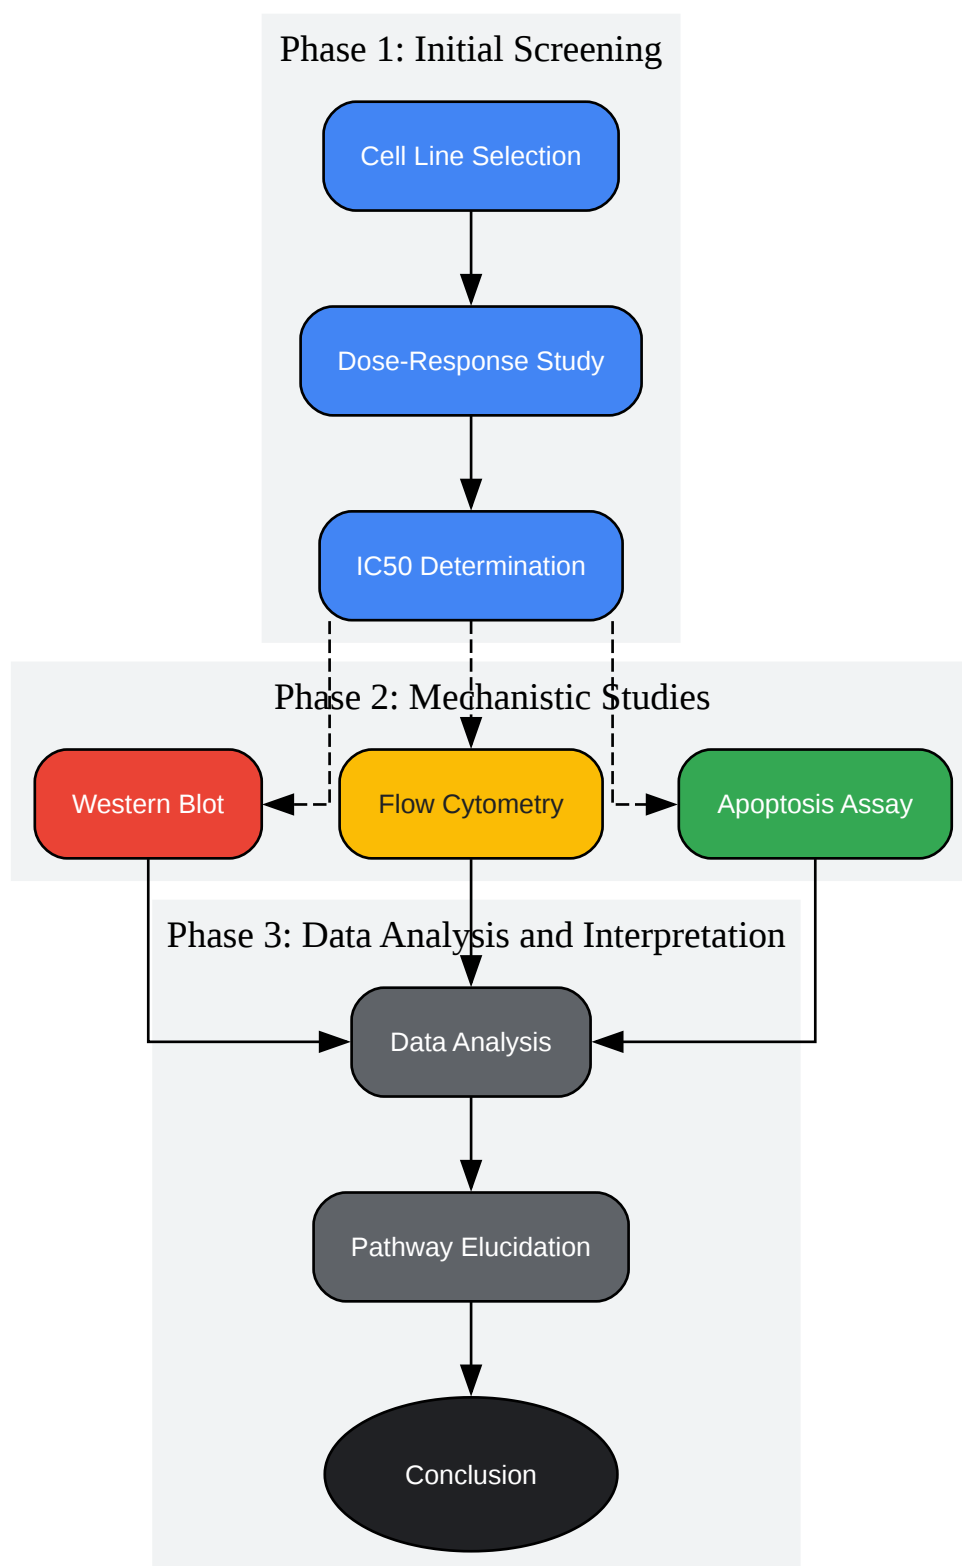 Phase 1: Initial Screening
Cell Line Selection
Dose-Response Study
IC50 Determination
Phase 2: Mechanistic Studies
Western Blot
Flow Cytometry
Apoptosis Assay
Phase 3: Data Analysis and Interpretation
Data Analysis
Pathway Elucidation
Conclusion